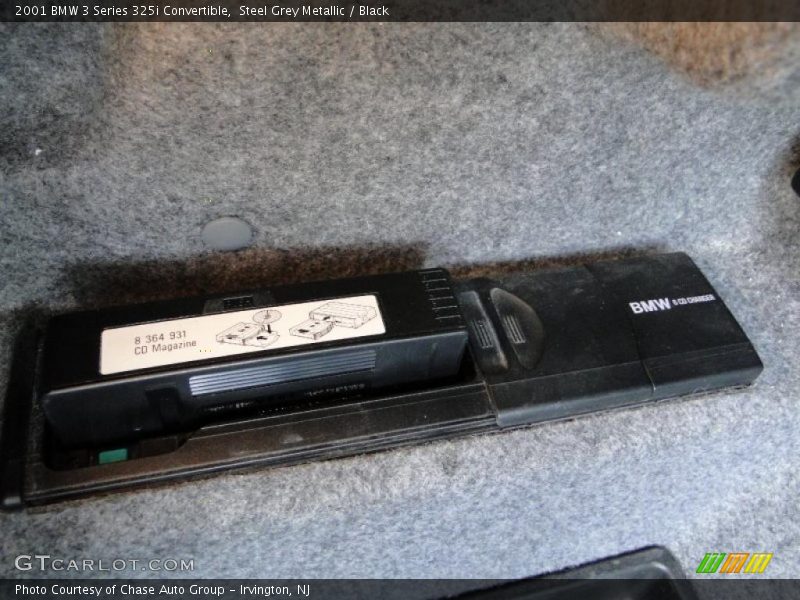 2001 BMW 3 Series 325i Convertible,  Steel Grey Metallic / Black
8 364 931
CD Magazine
BMW 6 CD CHANGER
GTCARLOT.COM
Photo Courtesy of Chase Auto Group - Irvington, NJ